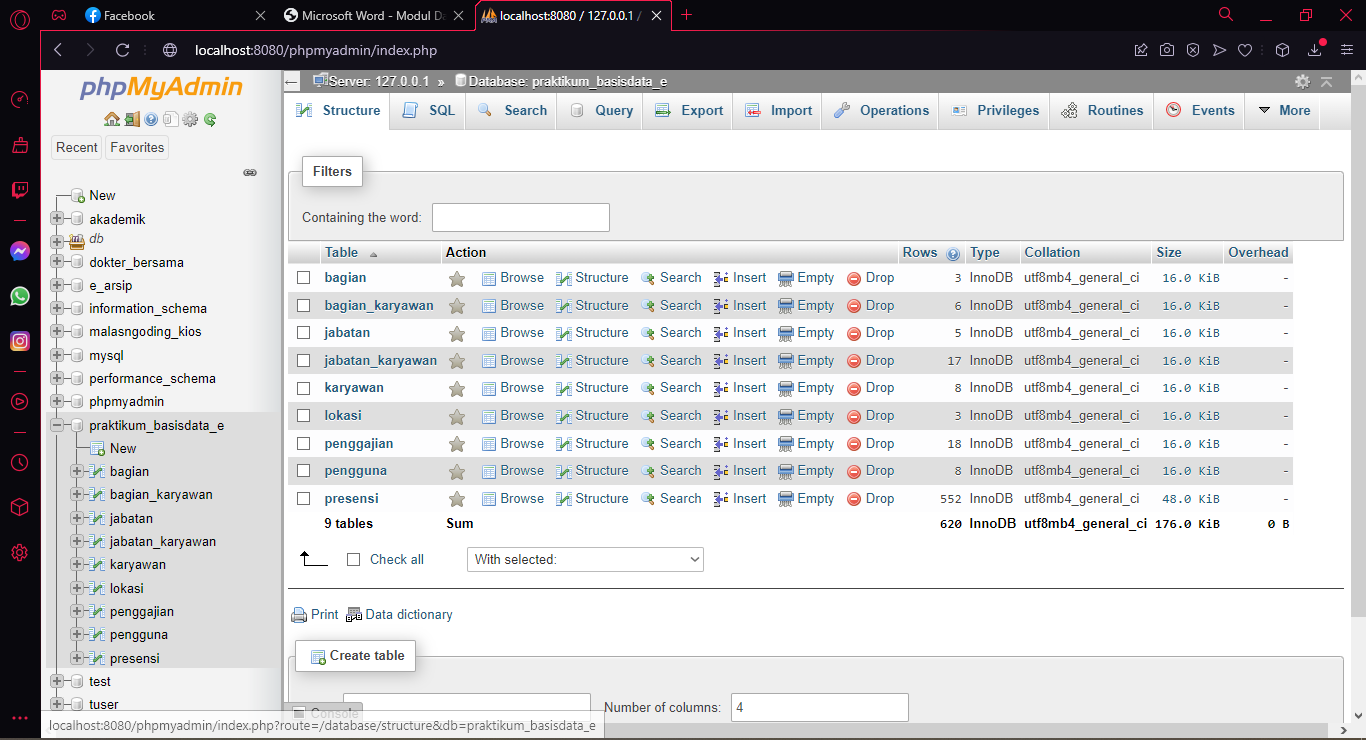 Facebook
Microsoft Word - Modul Da
localhost:8080 / 127.0.0.1 /
localhost:8080/phpmyadmin/index.php
phpMyAdmin
Recent Favorites
New
akademik
db
dokter_bersama
e_arsip
information_schema
malasngoding_kios
mysql
performance_schema
phpmyadmin
praktikum_basisdata_e
New
bagian
bagian_karyawan
jabatan
jabatan_karyawan
karyawan
lokasi
penggajian
pengguna
presensi
test
tuser
Server: 127.0.0.1 » Database: praktikum_basisdata_e
Structure SQL Search Query Export Import Operations Privileges Routines Events More
Filters
Containing the word:
Table Action Rows Type Collation Size Overhead
bagian Browse Structure Search Insert Empty Drop 3 InnoDB utf8mb4_general_ci 16.0 KiB -
bagian_karyawan Browse Structure Search Insert Empty Drop 6 InnoDB utf8mb4_general_ci 16.0 KiB -
jabatan Browse Structure Search Insert Empty Drop 5 InnoDB utf8mb4_general_ci 16.0 KiB -
jabatan_karyawan Browse Structure Search Insert Empty Drop 17 InnoDB utf8mb4_general_ci 16.0 KiB -
karyawan Browse Structure Search Insert Empty Drop 8 InnoDB utf8mb4_general_ci 16.0 KiB -
lokasi Browse Structure Search Insert Empty Drop 3 InnoDB utf8mb4_general_ci 16.0 KiB -
penggajian Browse Structure Search Insert Empty Drop 18 InnoDB utf8mb4_general_ci 16.0 KiB -
pengguna Browse Structure Search Insert Empty Drop 8 InnoDB utf8mb4_general_ci 16.0 KiB -
presensi Browse Structure Search Insert Empty Drop 552 InnoDB utf8mb4_general_ci 48.0 KiB -
9 tables Sum 620 InnoDB utf8mb4_general_ci 176.0 KiB 0 B
Check all With selected:
Print Data dictionary
Create table
Number of columns: 4
Console
localhost:8080/phpmyadmin/index.php?route=/database/structure&db=praktikum_basisdata_e